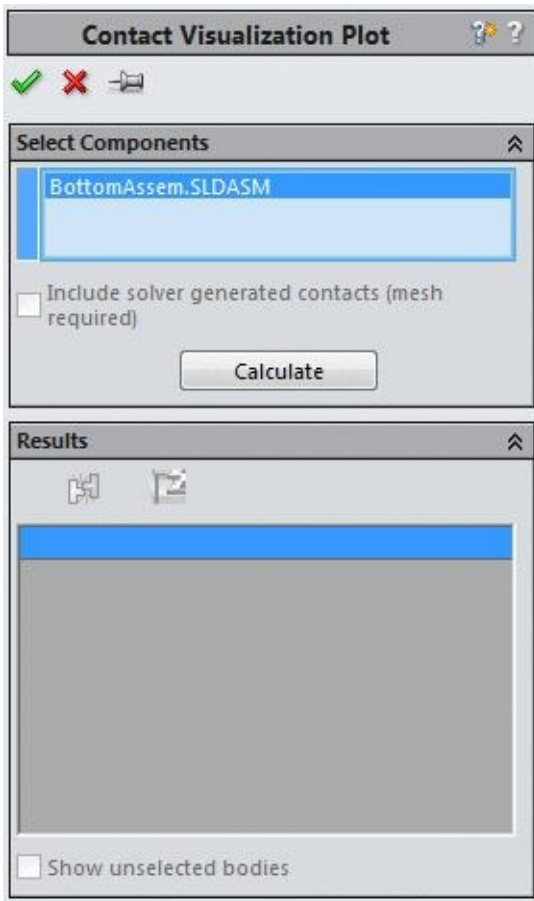 Contact Visualization Plot
Select Components
BottomAssem.SLDASM
Include solver generated contacts (mesh
required)
Calculate
Results
Show unselected bodies